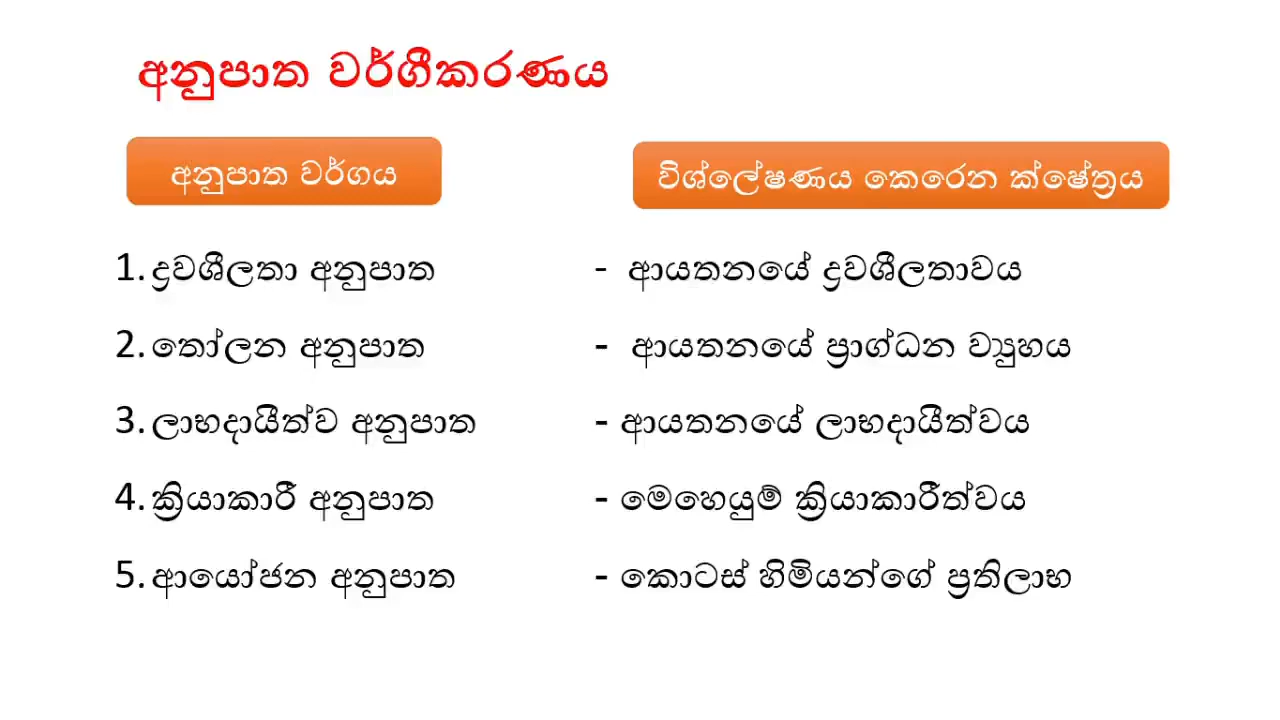 අනුපාත වර්ගීකරණය
අනුපාත වර්ගය විශ්ලේෂණය කෙරෙන ක්ෂේත්‍රය
1. ද්‍රවශීලතා අනුපාත - ආයතනයේ ද්‍රවශීලතාවය
2. තෝලන අනුපාත - ආයතනයේ ප්‍රාග්ධන ව්‍යුහය
3. ලාභදායීත්ව අනුපාත - ආයතනයේ ලාභදායීත්වය
4. ක්‍රියාකාරී අනුපාත - මෙහෙයුම් ක්‍රියාකාරීත්වය
5. ආයෝජන අනුපාත - කොටස් හිමියන්ගේ ප්‍රතිලාභ